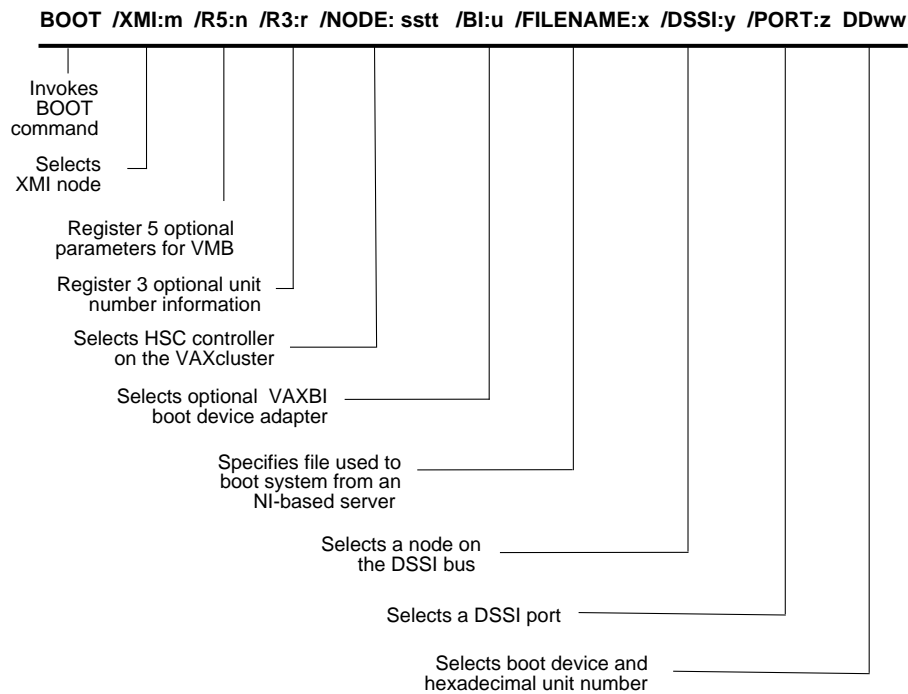 BOOT /XMI:m /R5:n /R3:r /NODE: sstt /BI:u /FILENAME:x /DSSI:y /PORT:z DDww
Invokes
BOOT
command
Selects
XMI node
Register 5 optional
parameters for VMB
Register 3 optional unit
number information
Selects HSC controller
on the VAXcluster
Selects optional VAXBI
boot device adapter
Specifies file used to
boot system from an
NI-based server
Selects a node on
the DSSI bus
Selects a DSSI port
Selects boot device and
hexadecimal unit number